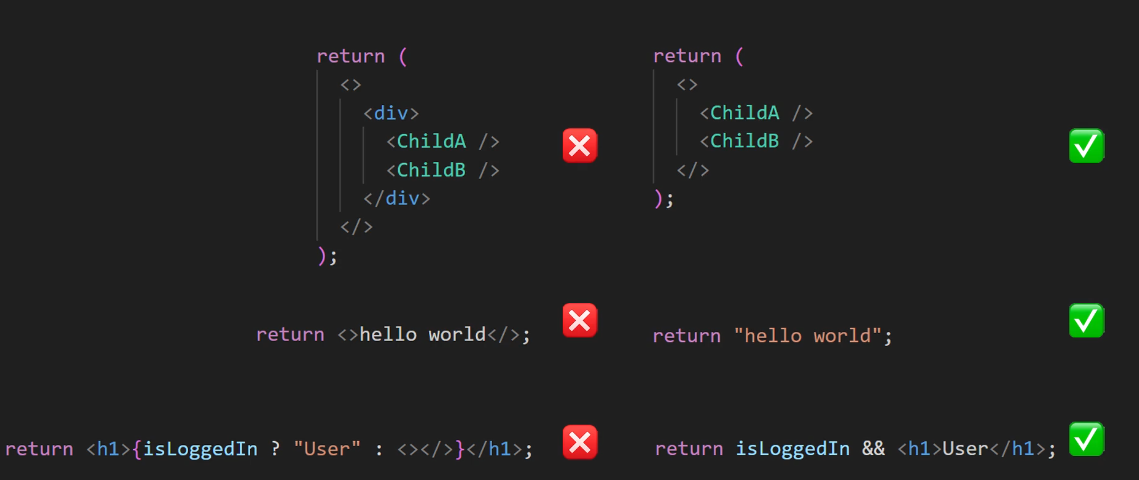 return (
<>
<div>
<ChildA />
<ChildB />
</div>
</>
);
return (
<>
<ChildA />
<ChildB />
</>
);
return <>hello world</>;
return "hello world";
return <h1>{isLoggedIn ? "User" : <></>}</h1>;
return isLoggedIn && <h1>User</h1>;